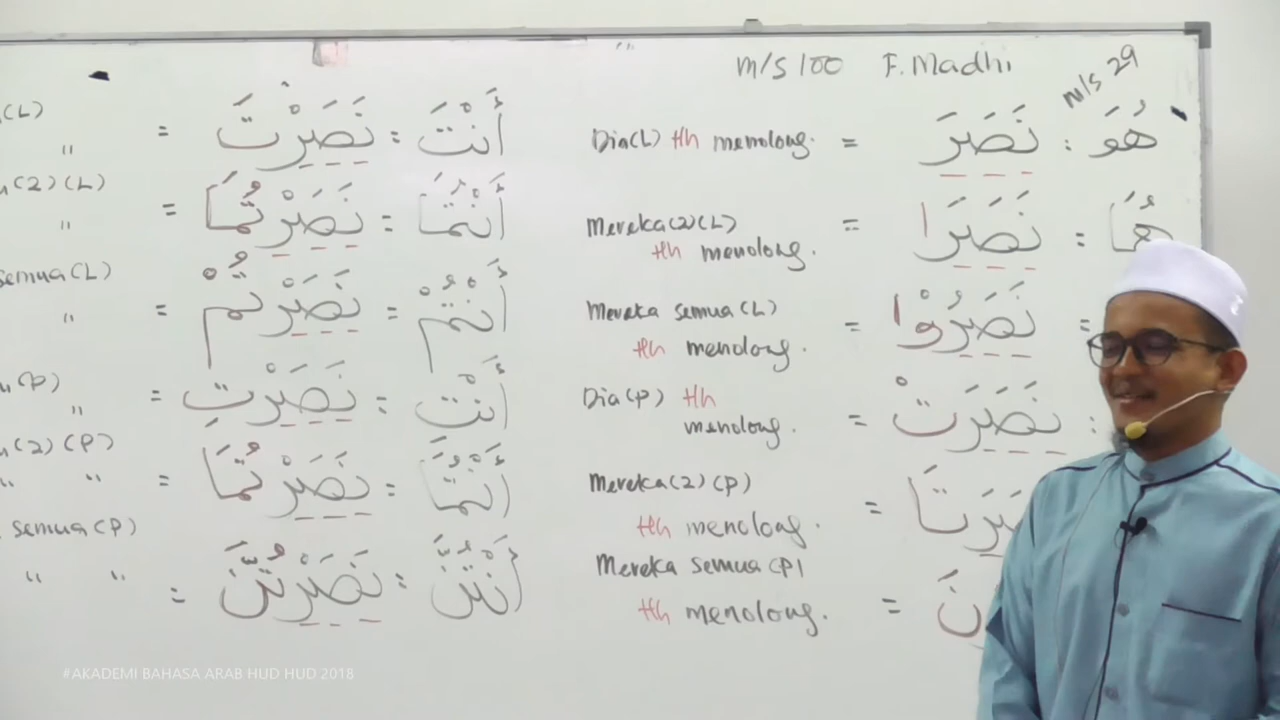 m/s 100 F. Madhi m/s 29
هُوَ : نَصَرَ = Dia(L) tlh menolong.
هُمَا : نَصَرَا = Mereka(2)(L)
tlh menolong.
نَصَرُوْا = Mereka semua(L)
tlh menolong.
: نَصَرَتْ = Dia(P) tlh
menolong.
= Mereka(2)(P)
tlh menolong.
= Mereka semua(P)
tlh menolong.
أَنْتَ : نَصَرْتَ = (L)
"
أَنْتُمَا : نَصَرْتُمَا = (2)(L)
"
أَنْتُمْ : نَصَرْتُمْ = semua(L)
"
أَنْتِ : نَصَرْتِ = (P)
"
أَنْتُمَا : نَصَرْتُمَا = (2)(P)
" "
أَنْتُنَّ : نَصَرْتُنَّ = semua(P)
" "
#AKADEMI BAHASA ARAB HUD HUD 2018